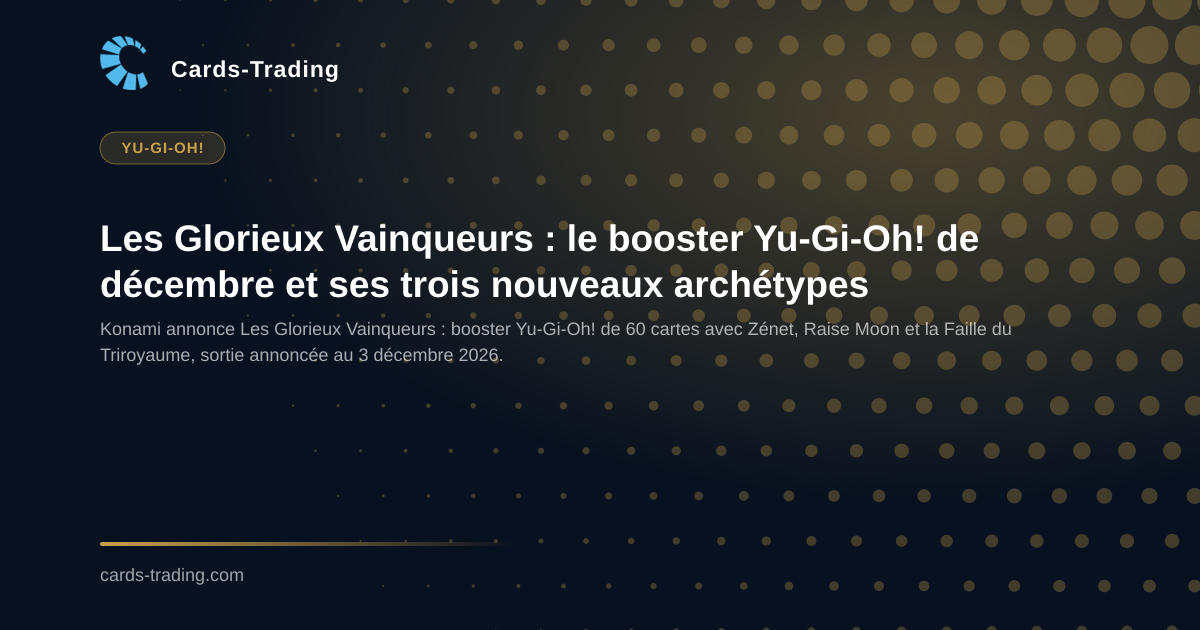 Cards-Trading
YU-GI-OH!
Les Glorieux Vainqueurs : le booster Yu-Gi-Oh! de
décembre et ses trois nouveaux archétypes
Konami annonce Les Glorieux Vainqueurs : booster Yu-Gi-Oh! de 60 cartes avec Zénet, Raise Moon et la Faille du
Triroyaume, sortie annoncée au 3 décembre 2026.
cards-trading.com